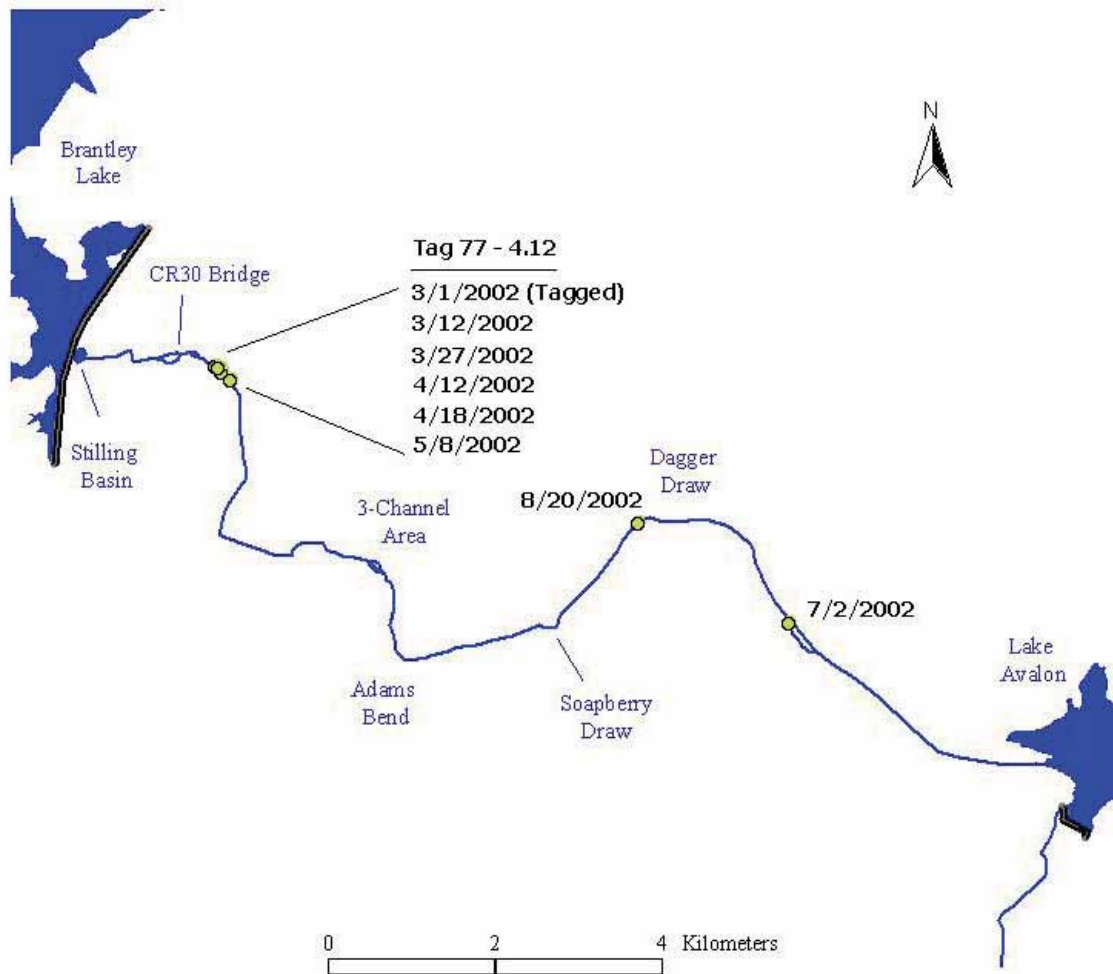 N
Brantley
Lake
CR30 Bridge
Tag 77 - 4.12
3/1/2002 (Tagged)
3/12/2002
3/27/2002
4/12/2002
4/18/2002
5/8/2002
Stilling
Basin
3-Channel
Area
Dagger
Draw
8/20/2002
7/2/2002
Lake
Avalon
Adams
Bend
Soapberry
Draw
0 2 4 Kilometers